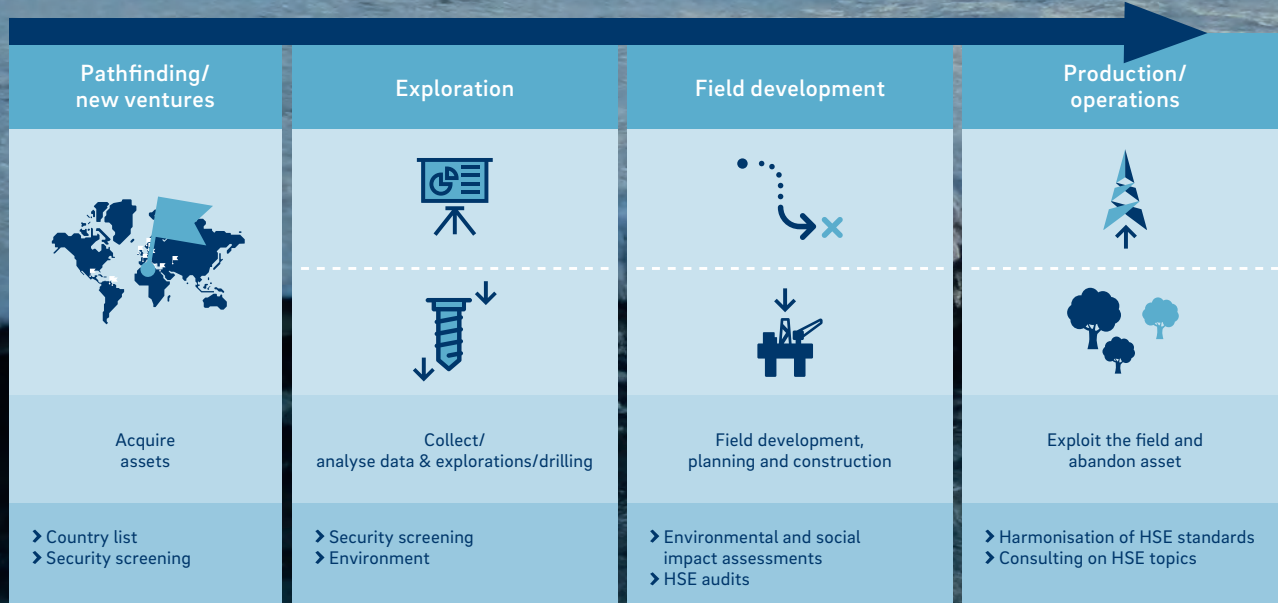 Pathfinding/
new ventures
Exploration
Field development
Production/
operations
Acquire
assets
Collect/
analyse data & explorations/drilling
Field development,
planning and construction
Exploit the field and
abandon asset
Country list
Security screening
Security screening
Environment
Environmental and social
impact assessments
HSE audits
Harmonisation of HSE standards
Consulting on HSE topics